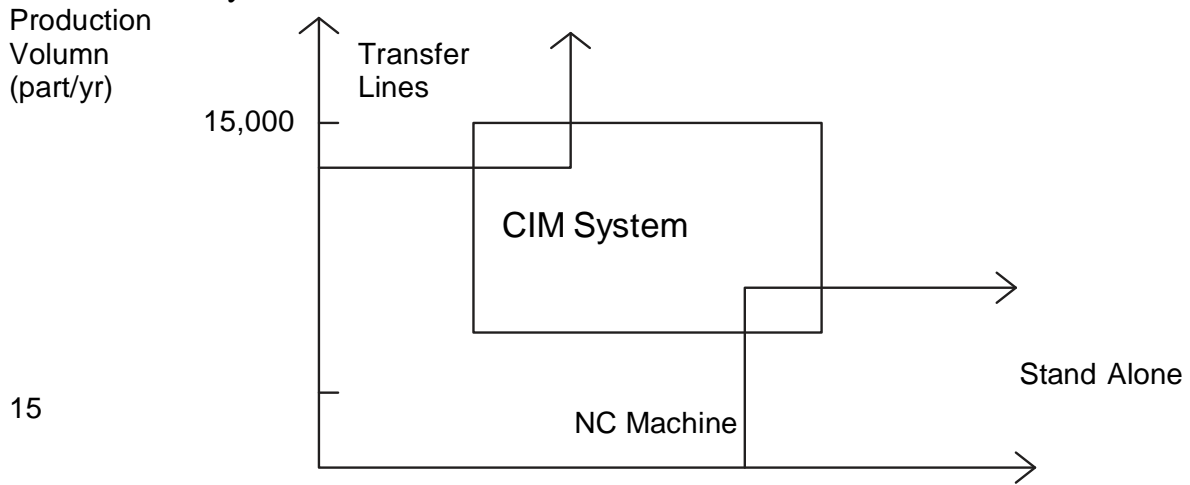 Production
Volumn
(part/yr)
Transfer
Lines
15,000
CIM System
Stand Alone
15
NC Machine